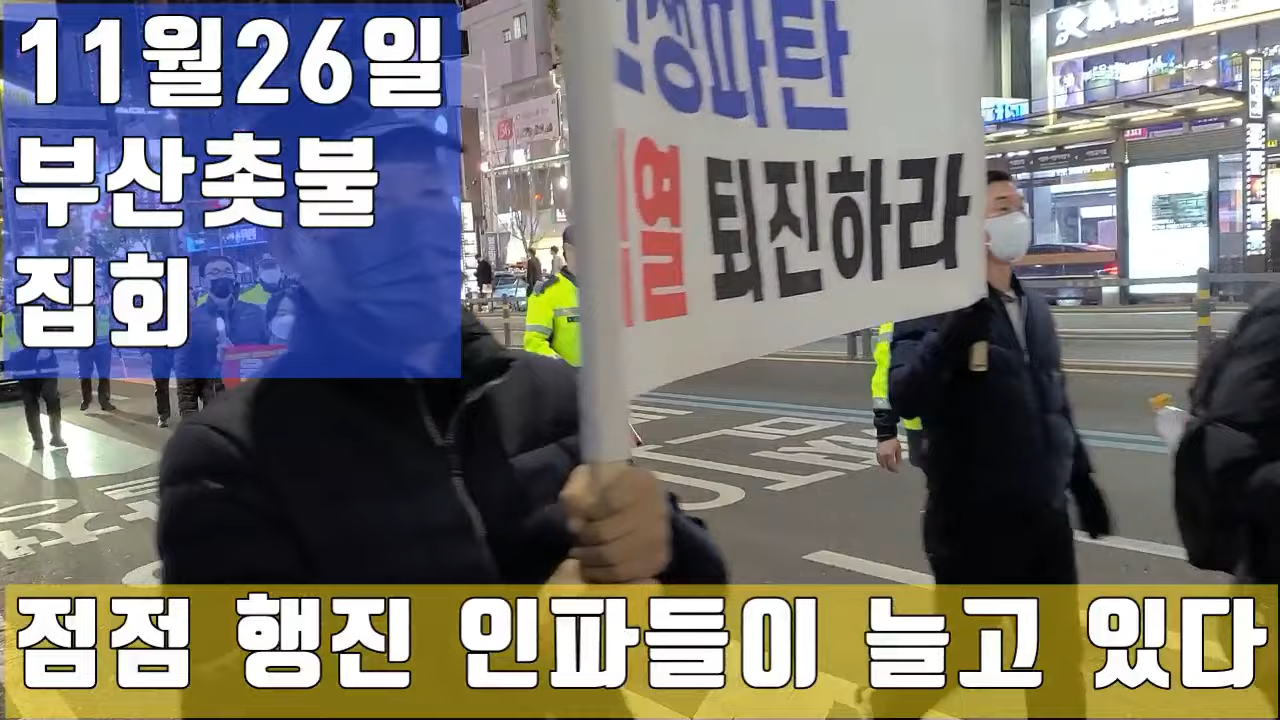 11월26일
부산촛불
집회
생파탄
퇴진하라
점점 행진 인파들이 늘고 있다